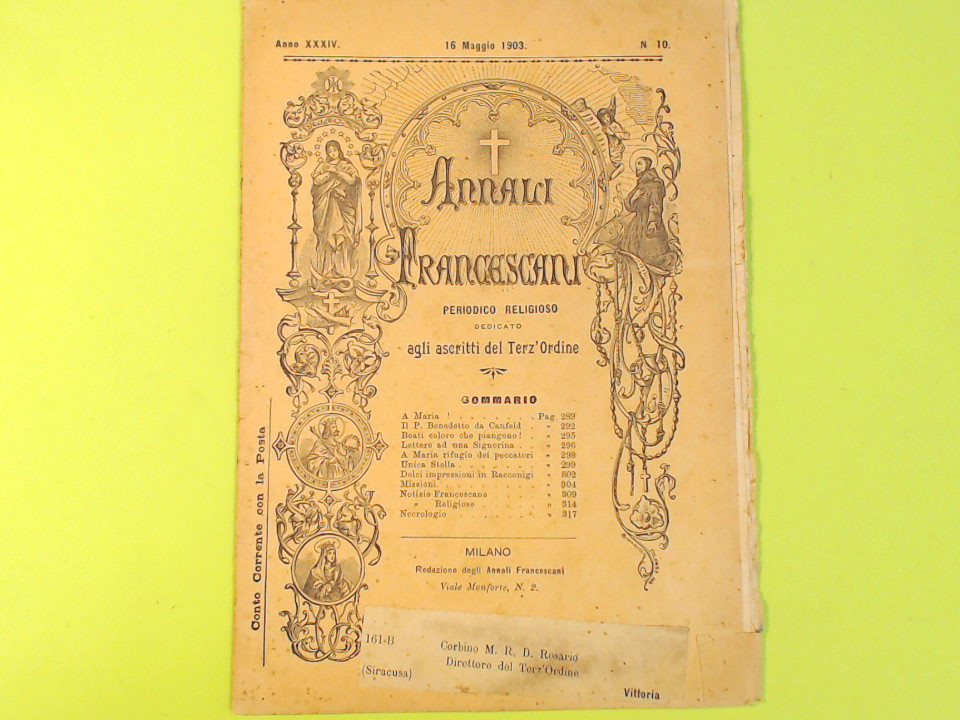 Anno XXXIV. 16 Maggio 1903. N 10.
ANNALI
FRANCESCANI
PERIODICO RELIGIOSO
DEDICATO
agli ascritti del Terz'Ordine
SOMMARIO
A Maria ! . . . . . . . Pag. 289
Il P. Benedetto da Canfeld . " 292
Beati coloro che piangono! . " 295
Lettere ad una Signorina . . " 296
A Maria rifugio dei peccatori " 298
Unica Stella . . . . . . . " 299
Dolci impressioni in Racconigi " 302
Missioni . . . . . . . . " 304
Notizie Francescane . . . . " 309
" Religiose . . . . " 314
Necrologio . . . . . . . " 317
MILANO
Redazione degli Annali Francescani
Viale Monforte, N. 2.
Conto Corrente con la Posta
161-B
Corbino M. R. D. Rosario
Direttore del Terz'Ordine
(Siracusa)
Vittoria